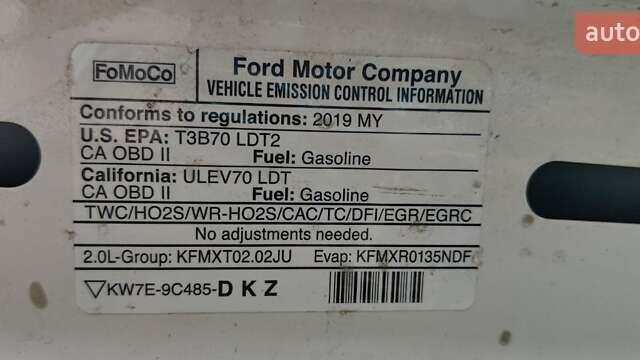 auto
FoMoCo
Ford Motor Company
VEHICLE EMISSION CONTROL INFORMATION
Conforms to regulations: 2019 MY
U.S. EPA: T3B70 LDT2
CA OBD II Fuel: Gasoline
California: ULEV70 LDT
CA OBD II Fuel: Gasoline
TWC/HO2S/WR-HO2S/CAC/TC/DFI/EGR/EGRC
No adjustments needed.
2.0L-Group: KFMXT02.02JU Evap: KFMXR0135NDF
▽KW7E-9C485-D K Z